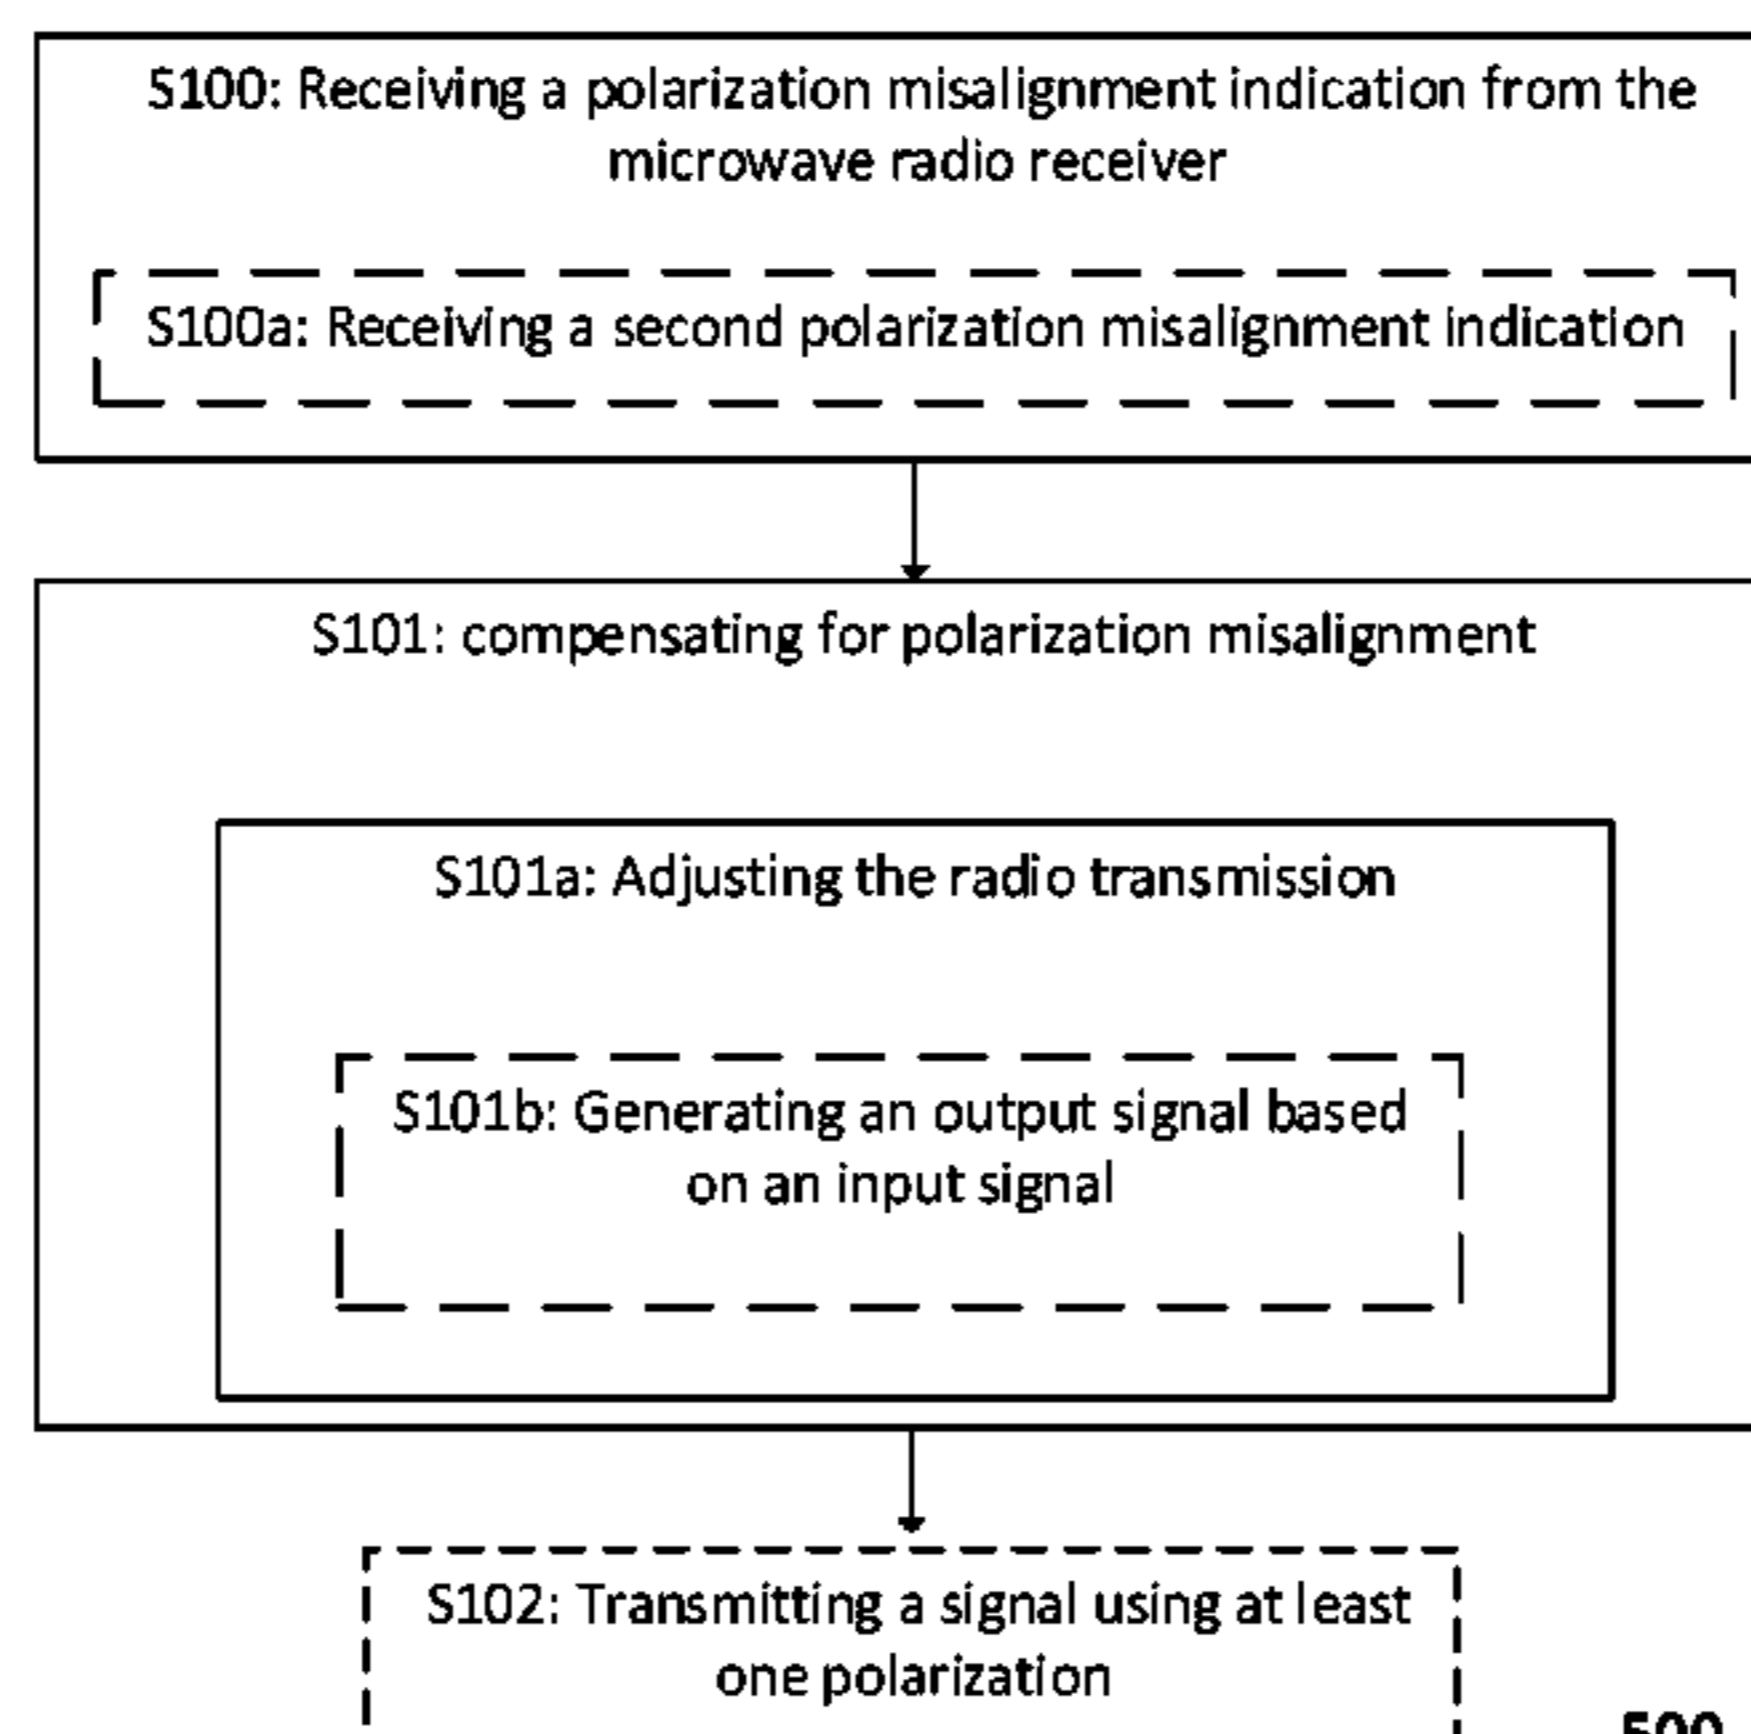 S100: Receiving a polarization misalignment indication from the
microwave radio receiver
S100a: Receiving a second polarization misalignment indication
S101: compensating for polarization misalignment
S101a: Adjusting the radio transmission
S101b: Generating an output signal based
on an input signal
S102: Transmitting a signal using at least
one polarization
500